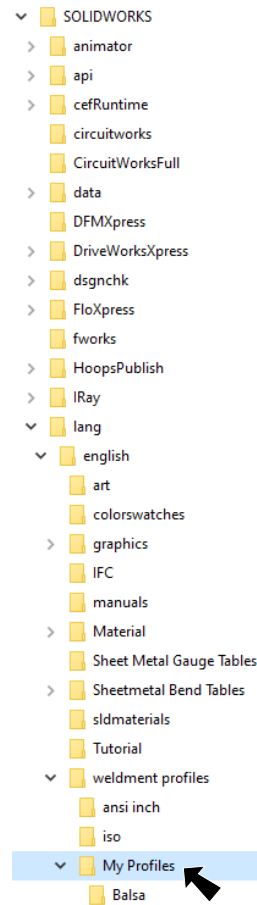 SOLIDWORKS
animator
api
cefRuntime
circuitworks
CircuitWorksFull
data
DFMXpress
DriveWorksXpress
dsgnchk
FloXpress
fworks
HoopsPublish
IRay
lang
english
art
colorswatches
graphics
IFC
manuals
Material
Sheet Metal Gauge Tables
Sheetmetal Bend Tables
sldmaterials
Tutorial
weldment profiles
ansi inch
iso
My Profiles
Balsa